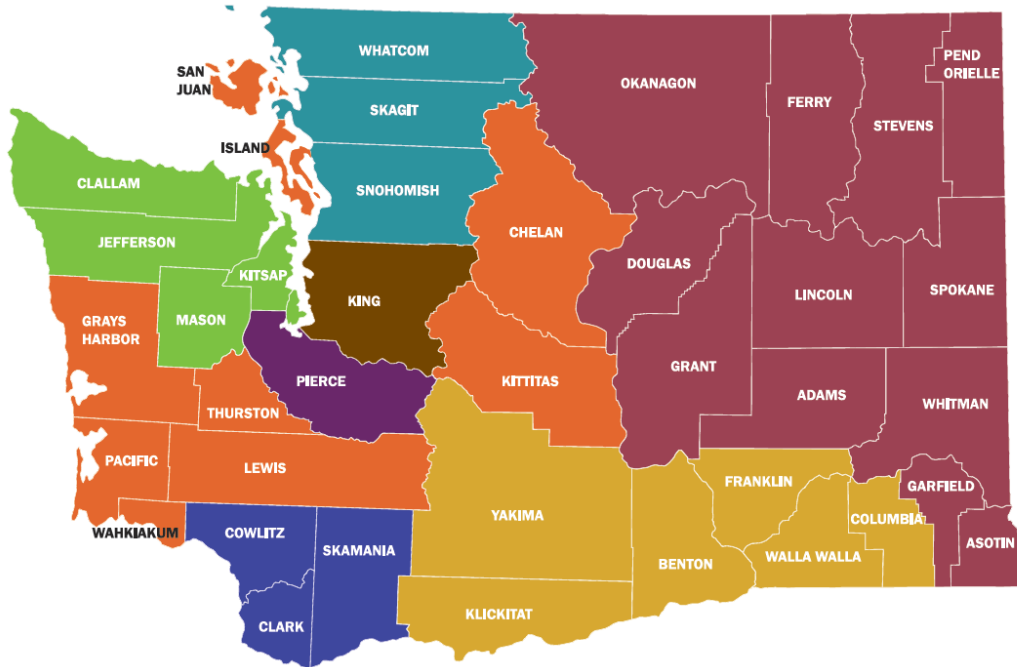 WHATCOM
SAN
JUAN
SKAGIT
ISLAND
SNOHOMISH
OKANAGON
FERRY
STEVENS
PEND
ORIELLE
CLALLAM
JEFFERSON
KITSAP
MASON
GRAYS
HARBOR
KING
PIERCE
THURSTON
CHELAN
KITTITAS
DOUGLAS
GRANT
LINCOLN
SPOKANE
ADAMS
WHITMAN
PACIFIC
LEWIS
WAHKIAKUM
COWLITZ
SKAMANIA
CLARK
YAKIMA
KLICKITAT
BENTON
FRANKLIN
WALLA WALLA
COLUMBIA
GARFIELD
ASOTIN